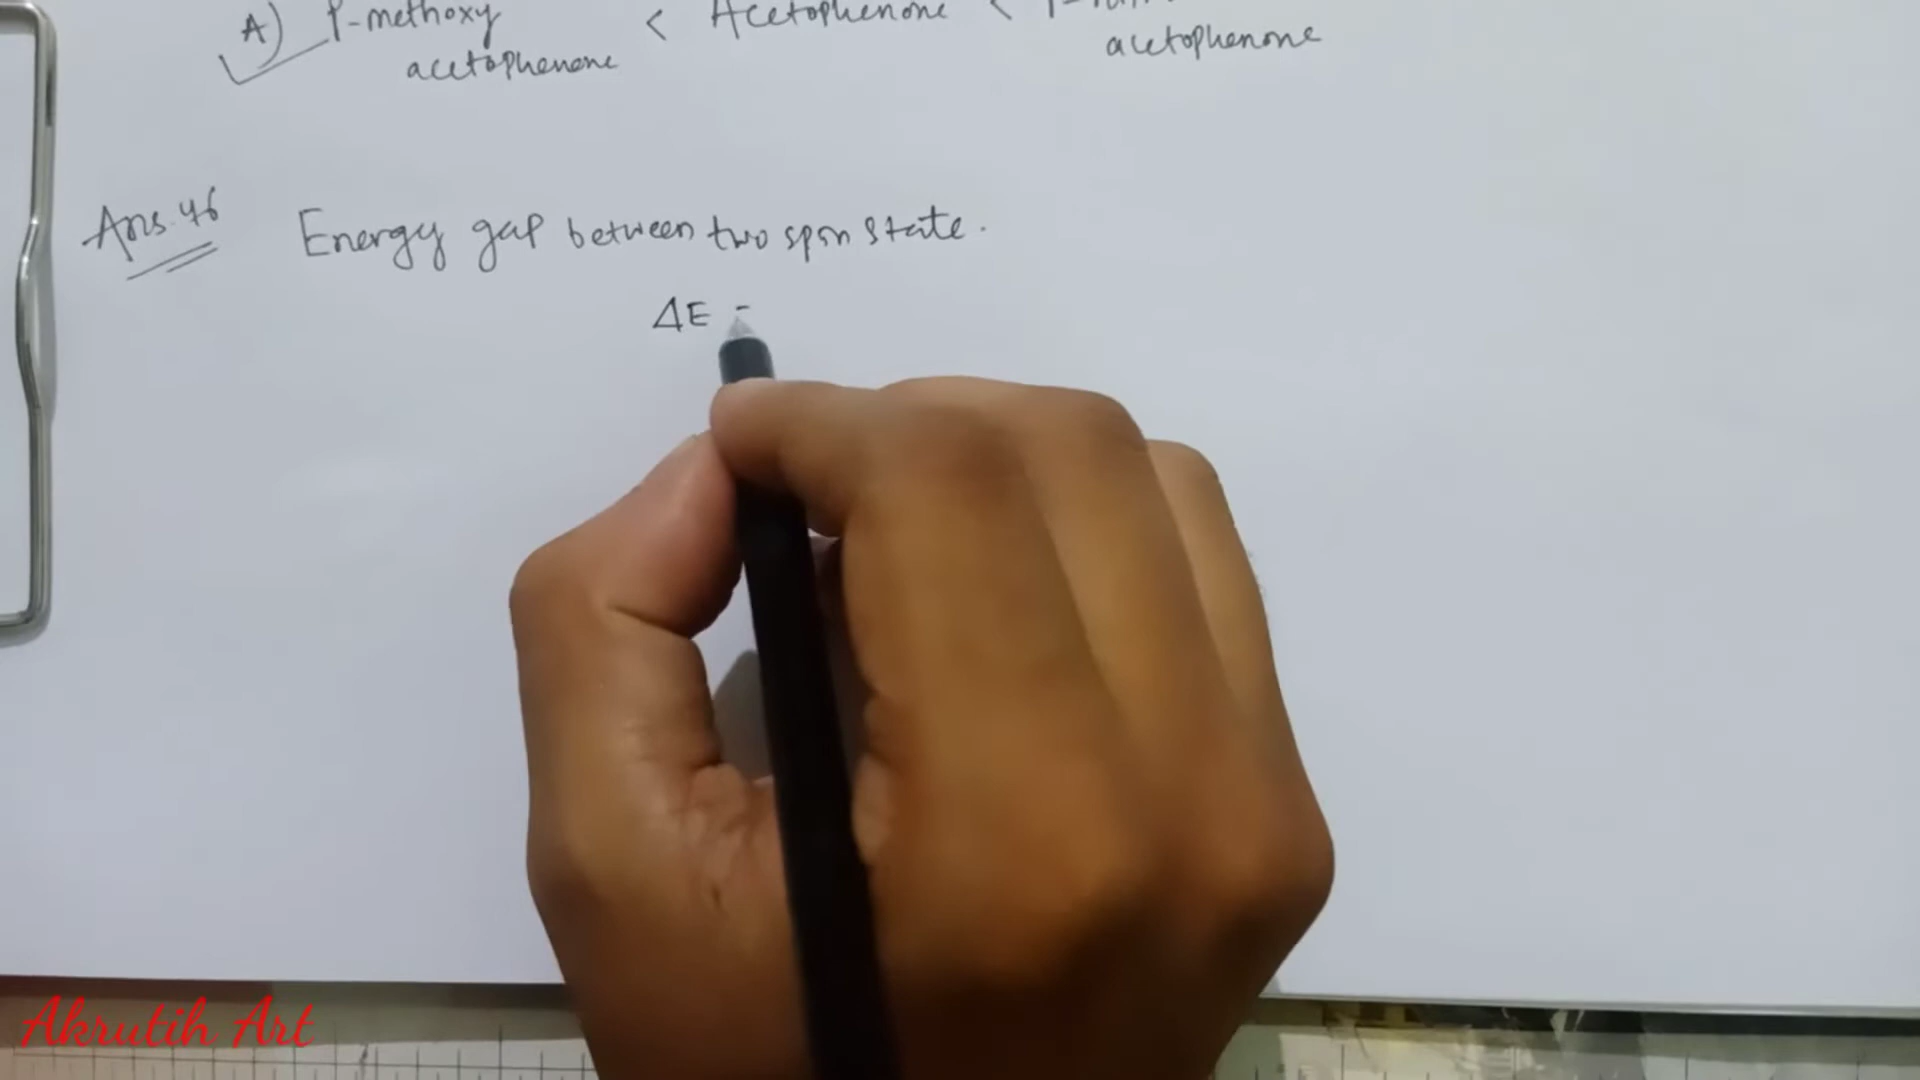 A) P-methoxy < Acetophenone <
acetophenone acetophenone
Ans.46 Energy gap between two spin state.
ΔE =
Akrutih Art